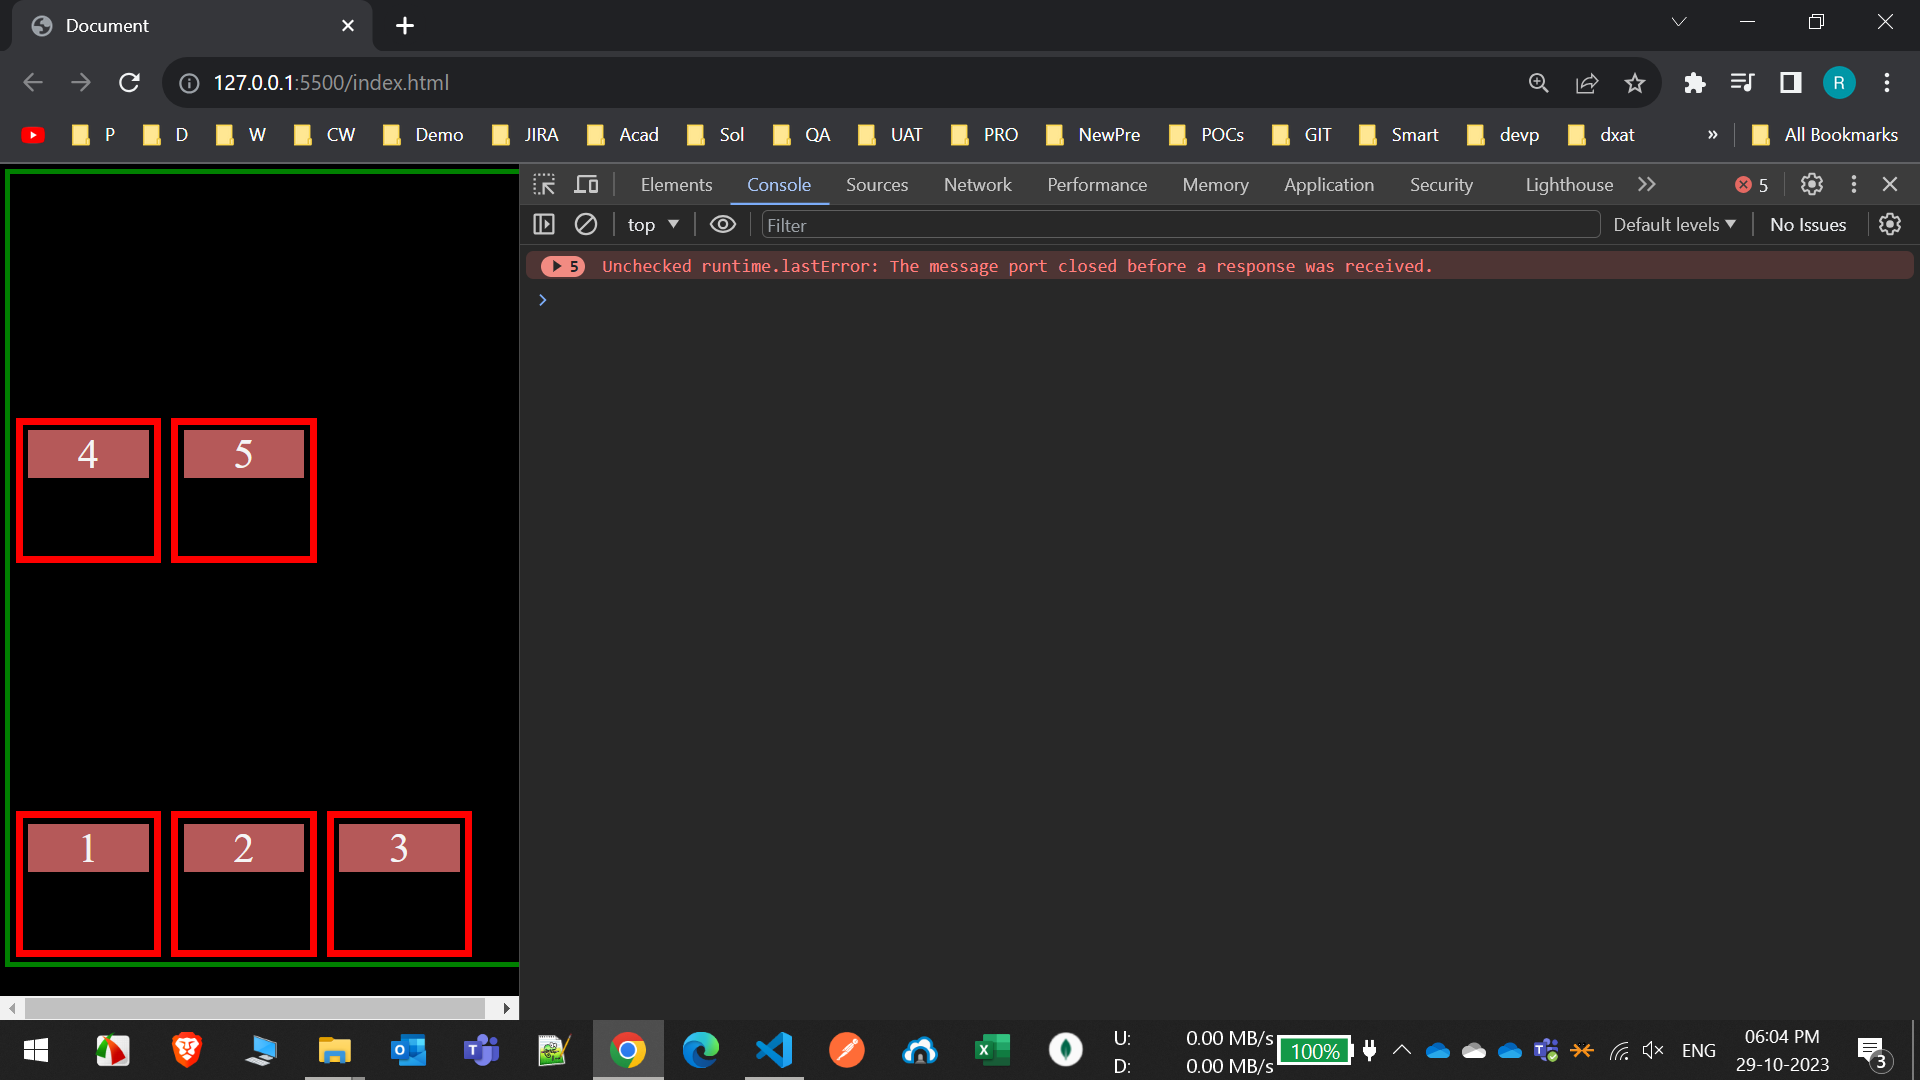 Document
127.0.0.1:5500/index.html
R
P D W CW Demo JIRA Acad Sol QA UAT PRO NewPre POCs GIT Smart devp dxat » All Bookmarks
Elements Console Sources Network Performance Memory Application Security Lighthouse 5
top Filter Default levels No Issues
5 Unchecked runtime.lastError: The message port closed before a response was received.
4 5
1 2 3
U: 0.00 MB/s
D: 0.00 MB/s
100%
ENG
06:04 PM
29-10-2023
3